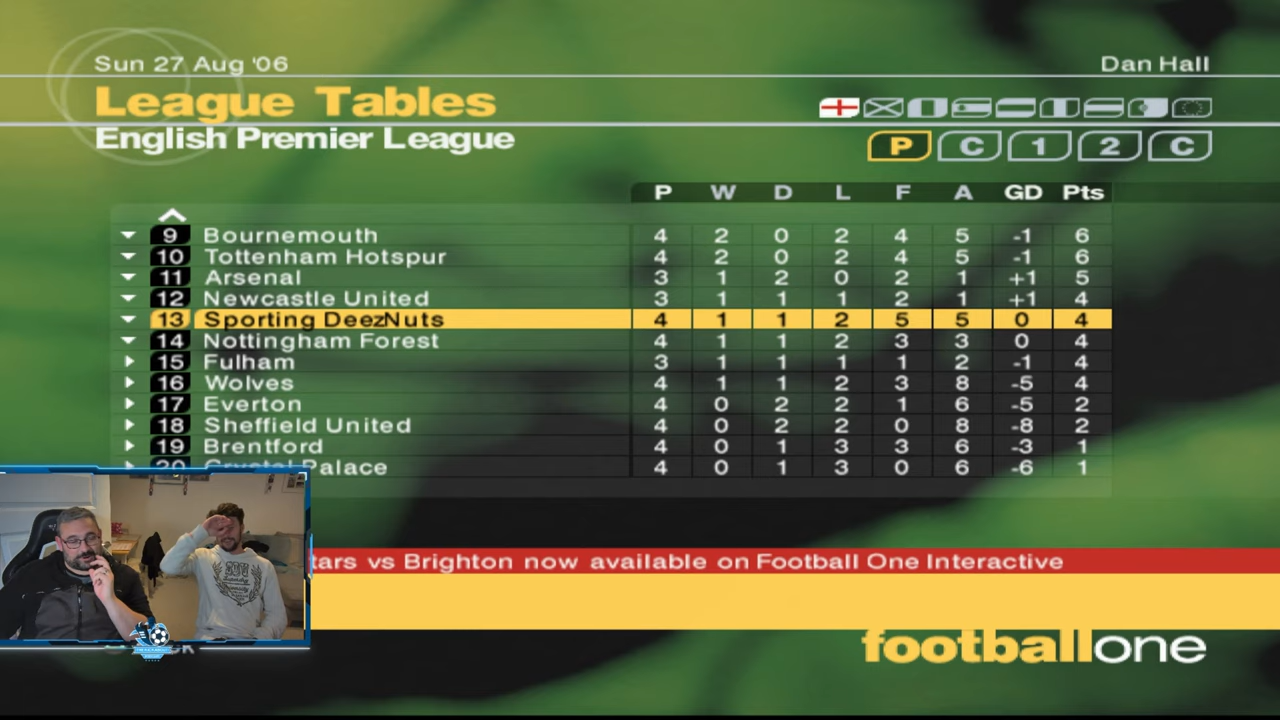 Sun 27 Aug '06 Dan Hall
League Tables
English Premier League P C 1 2 C
P W D L F A GD Pts
9 Bournemouth 4 2 0 2 4 5 -1 6
10 Tottenham Hotspur 4 2 0 2 4 5 -1 6
11 Arsenal 3 1 2 0 2 1 +1 5
12 Newcastle United 3 1 1 1 2 1 +1 4
13 Sporting DeezNuts 4 1 1 2 5 5 0 4
14 Nottingham Forest 4 1 1 2 3 3 0 4
15 Fulham 3 1 1 1 1 2 -1 4
16 Wolves 4 1 1 2 3 8 -5 4
17 Everton 4 0 2 2 1 6 -5 2
18 Sheffield United 4 0 2 2 0 8 -8 2
19 Brentford 4 0 1 3 3 6 -3 1
20 Crystal Palace 4 0 1 3 0 6 -6 1
tars vs Brighton now available on Football One Interactive
footballone